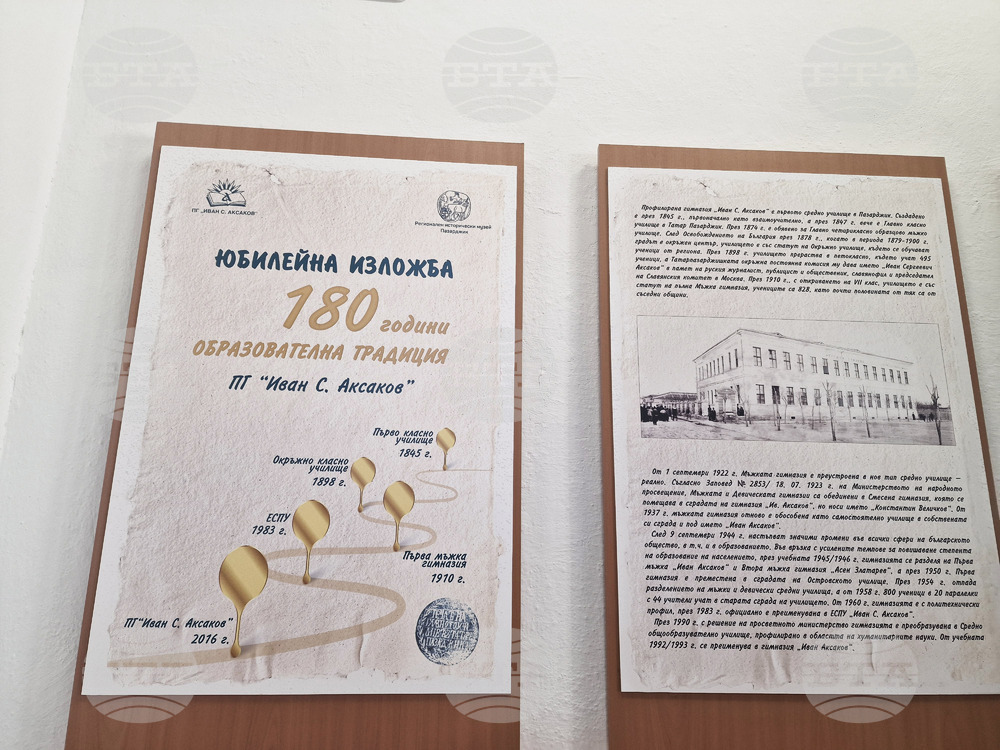 БТА
БТА
БТА
ПГ „ИВАН С. АКСАКОВ"
Регионален исторически музей
Пазарджик
ЮБИЛЕЙНА ИЗЛОЖБА
180 години
ОБРАЗОВАТЕЛНА ТРАДИЦИЯ
ПГ "Иван С. Аксаков"
Първо класно
училище
1845 г.
Окръжно класно
училище
1898 г.
ЕСПУ
1983 г.
Първа мъжка
гимназия
1910 г.
ПГ"Иван С. Аксаков"
2016 г.
Профилирана гимназия „Иван С. Аксаков" е първото средно училище в Пазарджик. Създадено
е през 1845 г., първоначално като взаимоучително, а през 1847 г. вече е Главно класно
училище в Татар Пазарджик. През 1874 г. е обявено за Главно четирикласно образцово мъжко
училище. След Освобождението на България през 1878 г., когато в периода 1879-1900 г.
градът е окръжен център, училището е със статут на Окръжно училище, където се обучават
ученици от региона. През 1898 г. училището прераства в петокласно, където учат 495
ученици, а Татарпазарджишката окръжна постоянна комисия му дава името „Иван Сергеевич
Аксаков" в памет на руския журналист, публицист и общественик, славянофил и председател
на Славянския комитет в Москва. През 1910 г., с откриването на VII клас, училището е със
статут на пълна Мъжка гимназия, учениците са 828, като почти половината от тях са от
съседни общини.
От 1 септември 1922 г. Мъжката гимназия е преустроена в нов тип средно училище –
реално. Съгласно Заповед № 2853/ 18. 07. 1923 г. на Министерството на народното
просвещение, Мъжката и Девическата гимназии са обединени в Смесена гимназия, която се
помещава в сградата на гимназия „Ив. Аксаков", но носи името „Константин Величков". От
1937 г. мъжката гимназия отново е обособена като самостоятелно училище в собствената
си сграда и под името „Иван Аксаков".
След 9 септември 1944 г. настъпват значими промени във всички сфери на българското
общество, в т. ч. и в образованието. Във връзка с усилените темпове за повишаване степента
на образование на населението, през учебната 1945/1946 г. гимназията се разделя на Първа
мъжка „Иван Аксаков" и Втора мъжка гимназия „Асен Златарев", а през 1950 г. Първа
гимназия е преместена в сградата на Островското училище. През 1954 г. отпада
разделението на мъжки и девически средни училища, а от 1958 г. 800 ученици в 20 паралелки
с 44 учители учат в старата сграда на училището. От 1960 г. гимназията е с политехнически
профил, през 1983 г. официално е преименувана в ЕСПУ „Иван С. Аксаков".
През 1990 г. с решение на просветното министерство гимназията е преобразувана в Средно
общообразователно училище, профилирано в областта на хуманитарните науки. От учебната
1992/1993 г. се преименува в гимназия „Иван Аксаков".